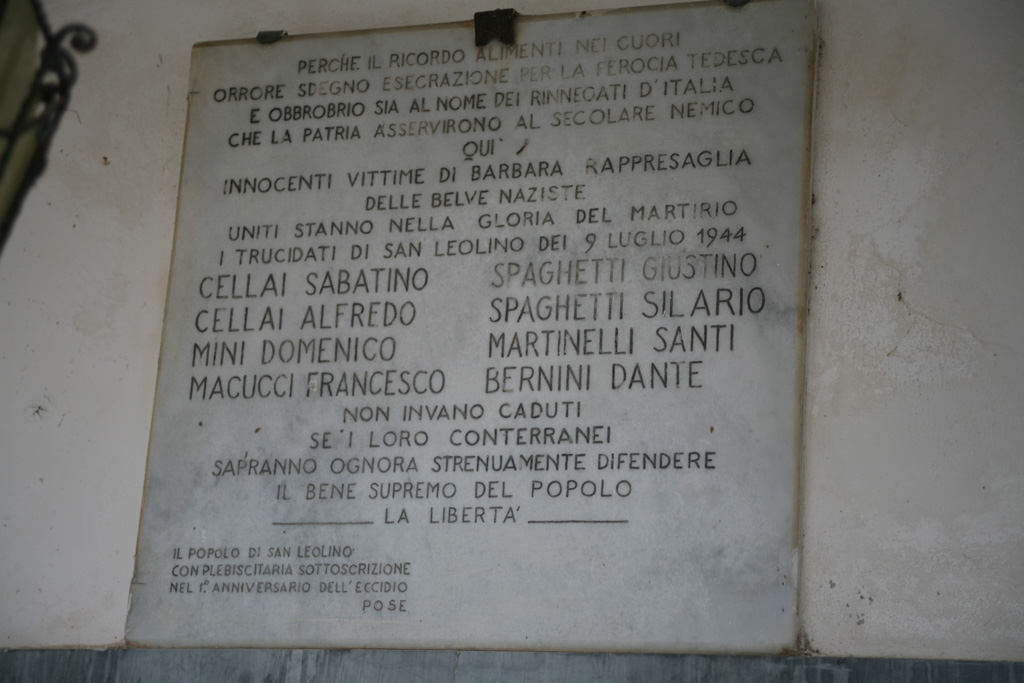 PERCHÈ IL RICORDO ALIMENTI NEI CUORI
ORRORE SDEGNO ESECRAZIONE PER LA FEROCIA TEDESCA
E OBBROBRIO SIA AL NOME DEI RINNEGATI D'ITALIA
CHE LA PATRIA ASSERVIRONO AL SECOLARE NEMICO
QUI
INNOCENTI VITTIME DI BARBARA RAPPRESAGLIA
DELLE BELVE NAZISTE
UNITI STANNO NELLA GLORIA DEL MARTIRIO
I TRUCIDATI DI SAN LEOLINO DEI 9 LUGLIO 1944
CELLAI SABATINO SPAGHETTI GIUSTINO
CELLAI ALFREDO SPAGHETTI SILARIO
MINI DOMENICO MARTINELLI SANTI
MACUCCI FRANCESCO BERNINI DANTE
NON INVANO CADUTI
SE I LORO CONTERRANEI
SAPRANNO OGNORA STRENUAMENTE DIFENDERE
IL BENE SUPREMO DEL POPOLO
LA LIBERTA'
IL POPOLO DI SAN LEOLINO
CON PLEBISCITARIA SOTTOSCRIZIONE
NEL 1° ANNIVERSARIO DELL'ECCIDIO
POSE